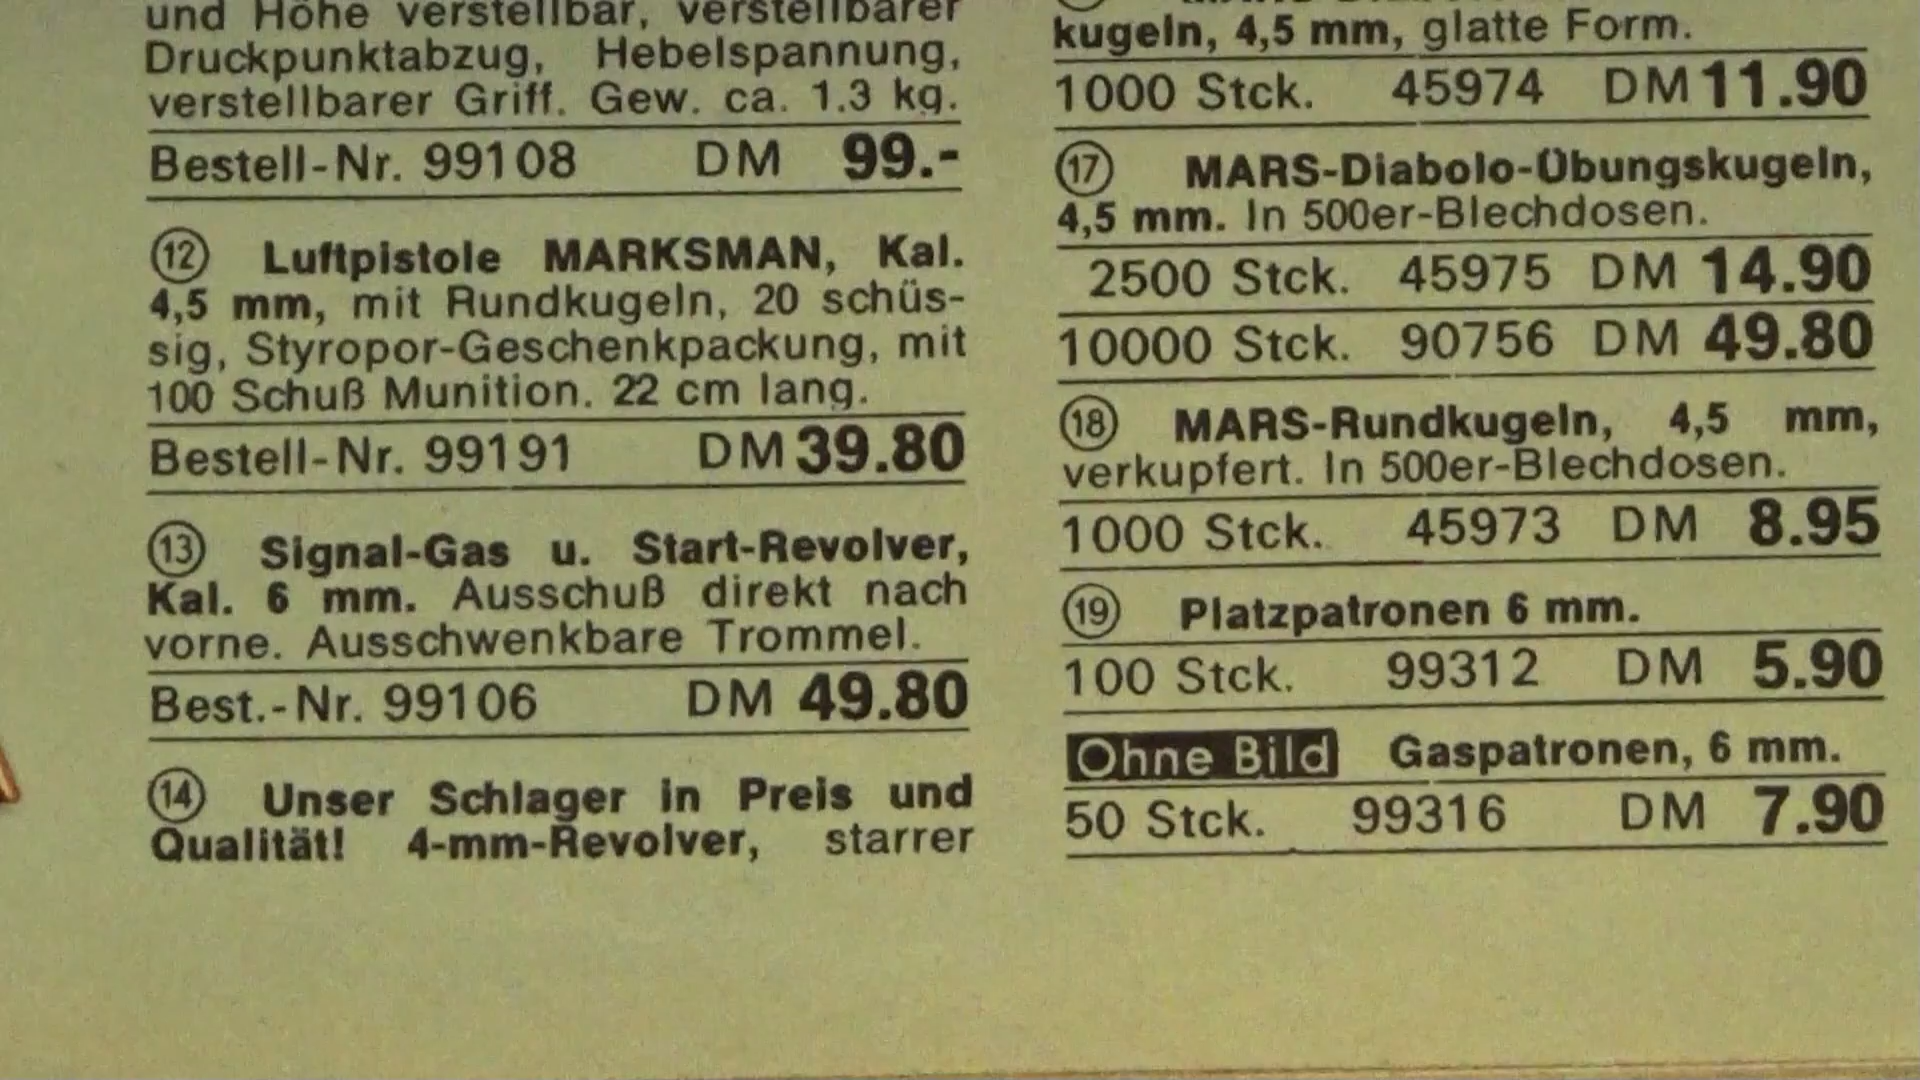 und Höhe verstellbar, verstellbarer
Druckpunktabzug, Hebelspannung,
verstellbarer Griff. Gew. ca. 1.3 kg.
Bestell-Nr. 99108 DM 99.-
12 Luftpistole MARKSMAN, Kal.
4,5 mm, mit Rundkugeln, 20 schüs-
sig, Styropor-Geschenkpackung, mit
100 Schuß Munition. 22 cm lang.
Bestell-Nr. 99191 DM 39.80
13 Signal-Gas u. Start-Revolver,
Kal. 6 mm. Ausschuß direkt nach
vorne. Ausschwenkbare Trommel.
Best.-Nr. 99106 DM 49.80
14 Unser Schlager in Preis und
Qualität! 4-mm-Revolver, starrer
kugeln, 4,5 mm, glatte Form.
1000 Stck. 45974 DM 11.90
17 MARS-Diabolo-Übungskugeln,
4,5 mm. In 500er-Blechdosen.
2500 Stck. 45975 DM 14.90
10000 Stck. 90756 DM 49.80
18 MARS-Rundkugeln, 4,5 mm,
verkupfert. In 500er-Blechdosen.
1000 Stck. 45973 DM 8.95
19 Platzpatronen 6 mm.
100 Stck. 99312 DM 5.90
Ohne Bild Gaspatronen, 6 mm.
50 Stck. 99316 DM 7.90